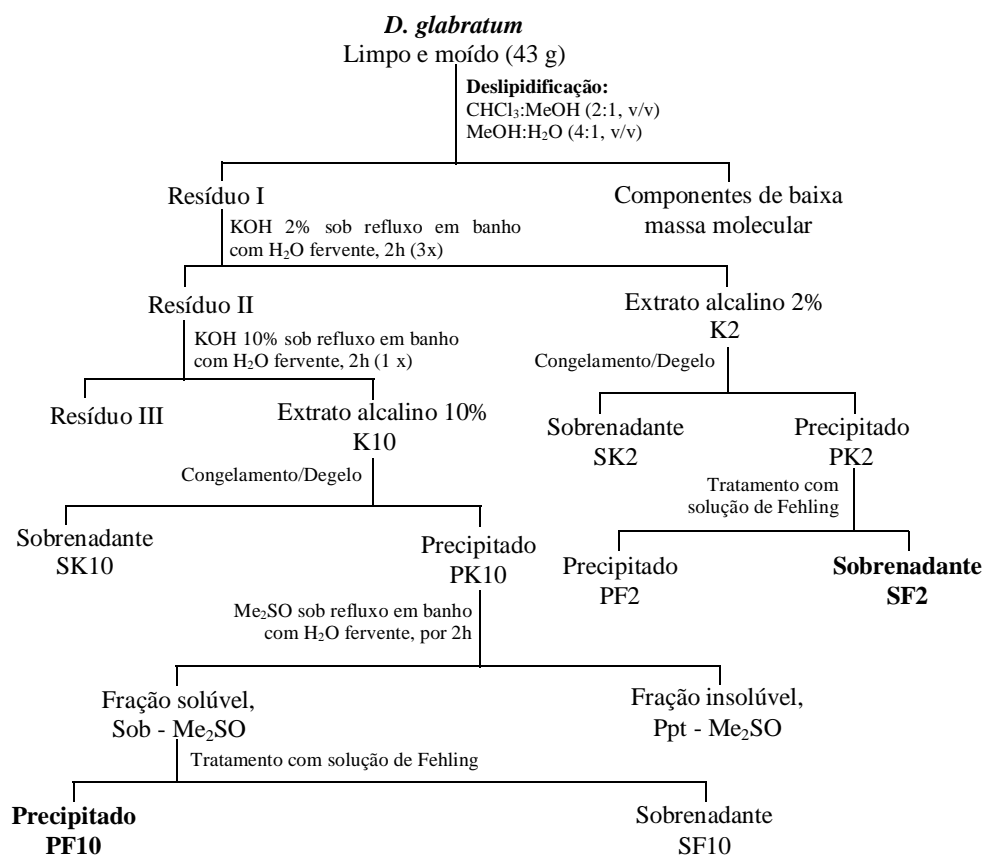 D. glabratum
Limpo e moído (43 g)
Deslipidificação:
CHCl₃:MeOH (2:1, v/v)
MeOH:H₂O (4:1, v/v)
Resíduo I
Componentes de baixa
massa molecular
KOH 2% sob refluxo em banho
com H₂O fervente, 2h (3x)
Resíduo II
Extrato alcalino 2%
K2
KOH 10% sob refluxo em banho
com H₂O fervente, 2h (1 x)
Congelamento/Degelo
Resíduo III
Extrato alcalino 10%
K10
Sobrenadante
SK2
Precipitado
PK2
Congelamento/Degelo
Tratamento com
solução de Fehling
Sobrenadante
SK10
Precipitado
PK10
Precipitado
PF2
Sobrenadante
SF2
Me₂SO sob refluxo em banho
com H₂O fervente, por 2h
Fração solúvel,
Sob - Me₂SO
Fração insolúvel,
Ppt - Me₂SO
Tratamento com solução de Fehling
Precipitado
PF10
Sobrenadante
SF10